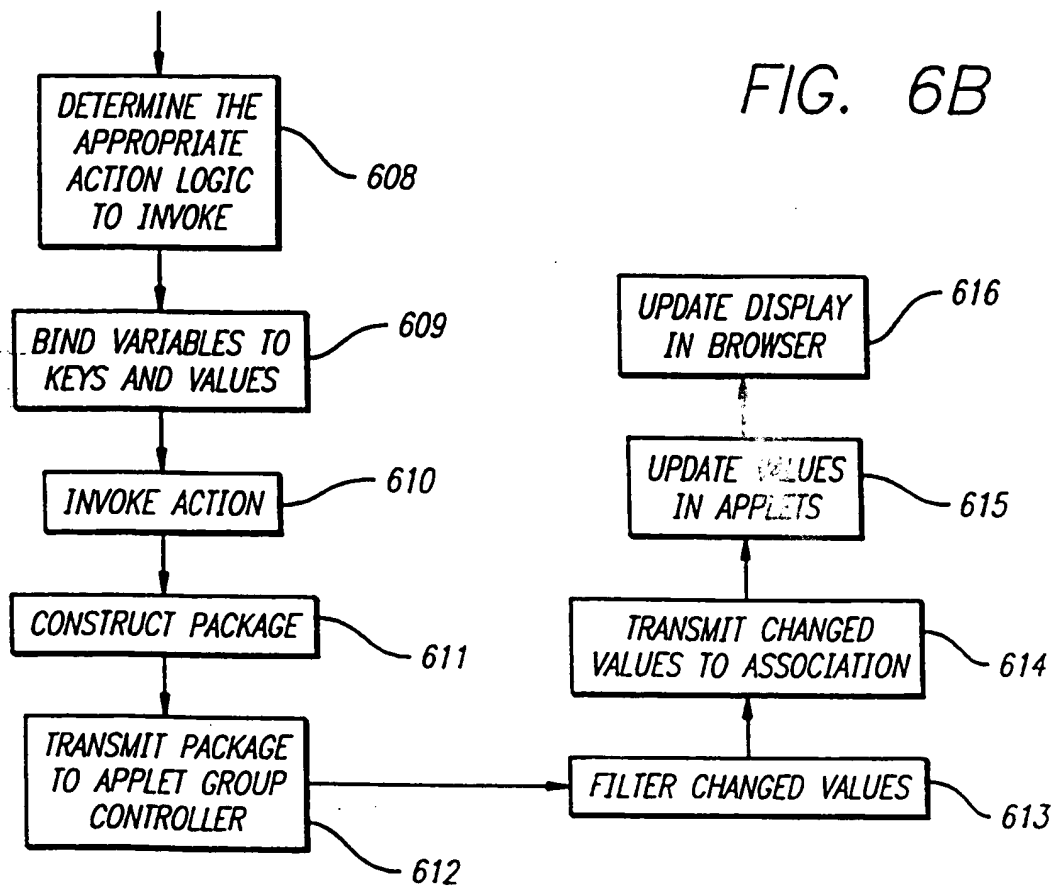 FIG. 6B
DETERMINE THE
APPROPRIATE
ACTION LOGIC
TO INVOKE
608
BIND VARIABLES TO
KEYS AND VALUES
609
INVOKE ACTION
610
CONSTRUCT PACKAGE
611
TRANSMIT PACKAGE
TO APPLET GROUP
CONTROLLER
612
FILTER CHANGED VALUES
613
TRANSMIT CHANGED
VALUES TO ASSOCIATION
614
UPDATE VALUES
IN APPLETS
615
UPDATE DISPLAY
IN BROWSER
616